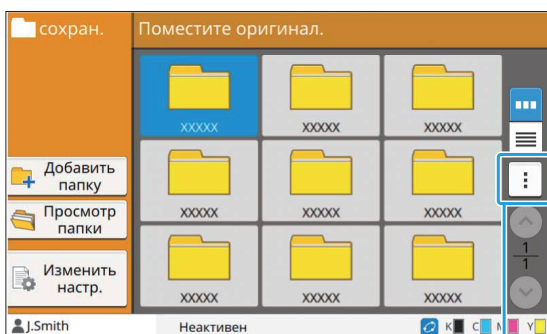 сохран.
Поместите оригинал.
xxxxx xxxxx xxxxx
Добавить
папку
xxxxx xxxxx xxxxx
Просмотр
папки
1
1
Изменить
настр.
xxxxx xxxxx xxxxx
J.Smith Неактивен K C M Y